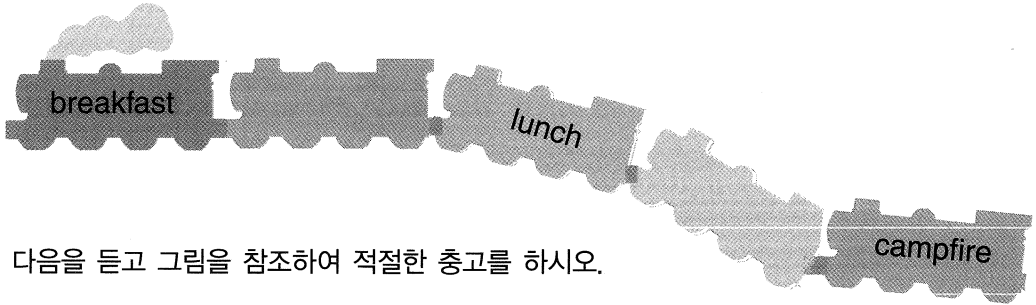 breakfast
lunch
campfire
다음을 듣고 그림을 참조하여 적절한 충고를 하시오.